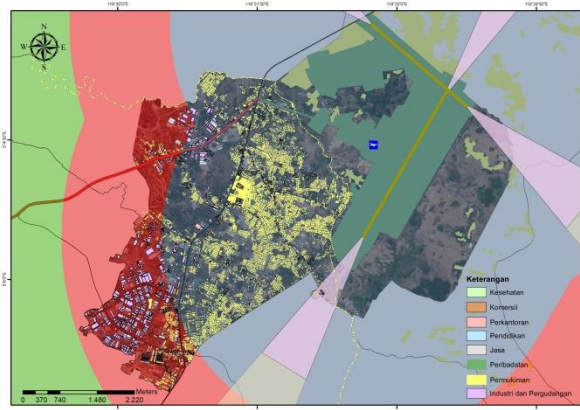 N
W
E
S
Keterangan
Kesehatan
Komersil
Perkantoran
Pendidikan
Jasa
Peribadatan
Permukiman
Industri dan Pergudangan
Meters
0 370 740 1.480 2.220